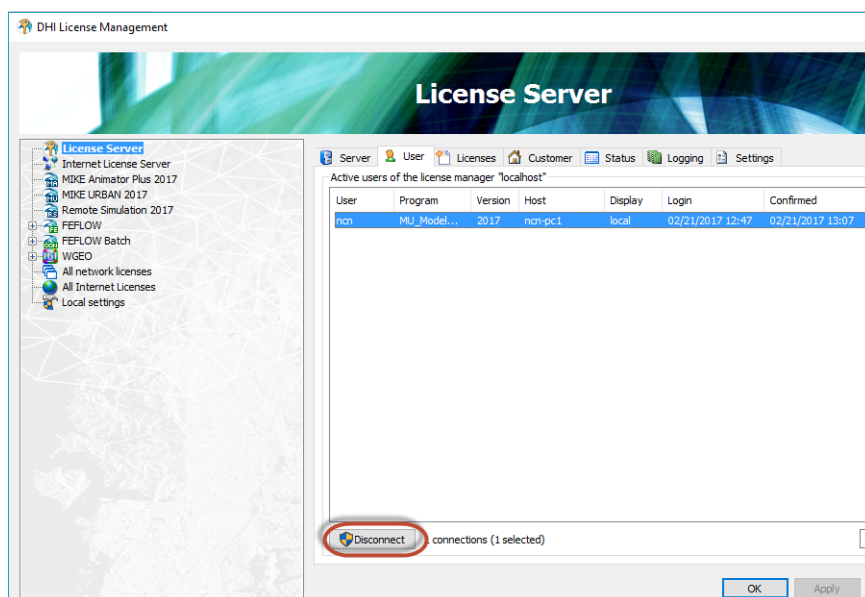 DHI License Management
License Server
License Server
Internet License Server
MIKE Animator Plus 2017
MIKE URBAN 2017
Remote Simulation 2017
FEFLOW
FEFLOW Batch
WGEO
All network licenses
All Internet Licenses
Local settings
Server User Licenses Customer Status Logging Settings
Active users of the license manager "localhost"
User Program Version Host Display Login Confirmed
ncn MU_Model... 2017 ncn-pc1 local 02/21/2017 12:47 02/21/2017 13:07
Disconnect connections (1 selected)
OK Apply